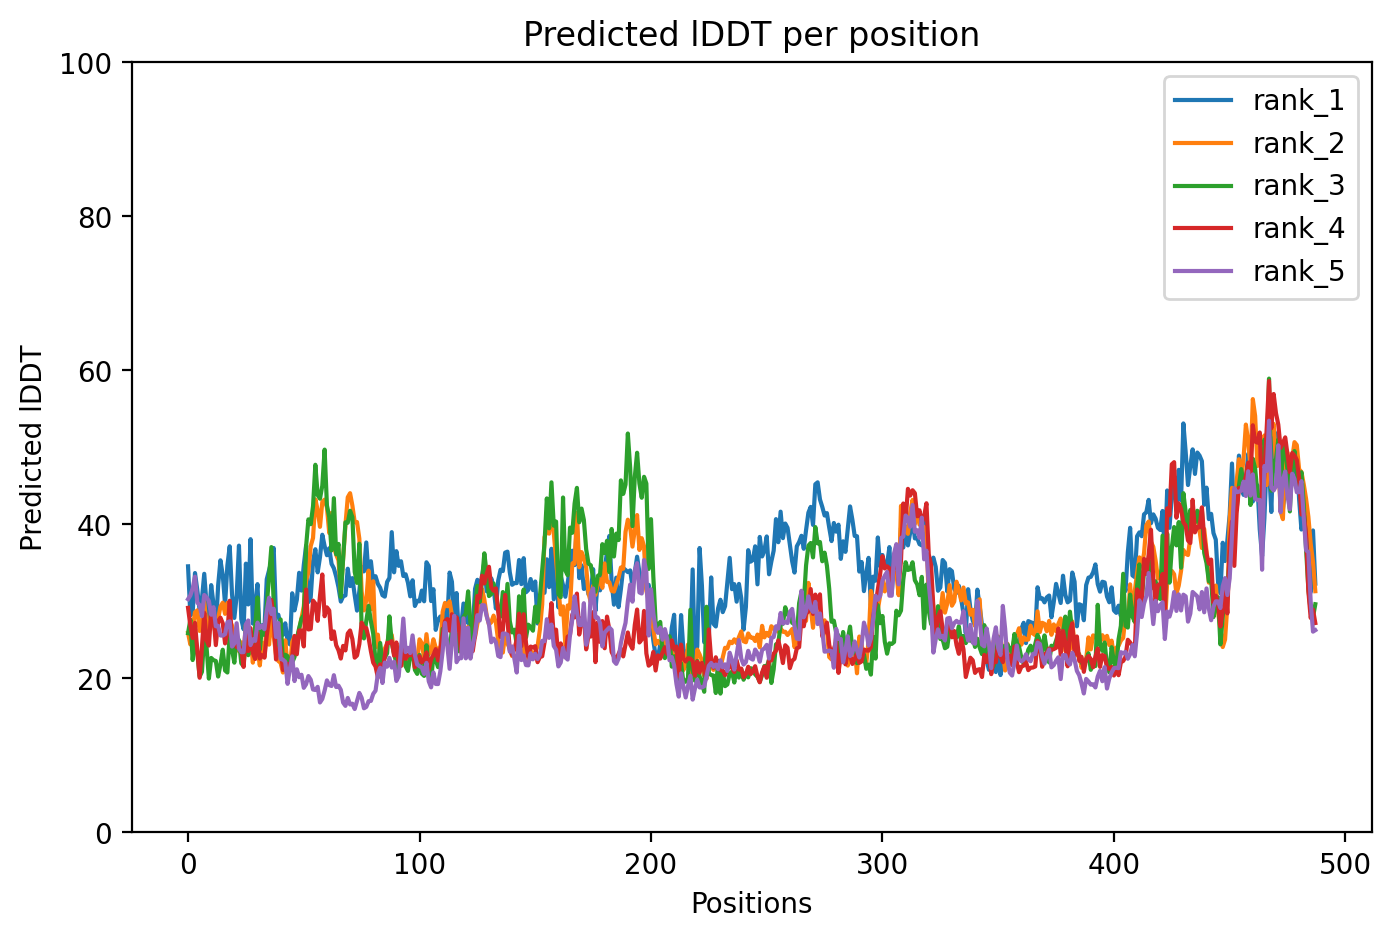 Predicted lDDT per position
100
80
60
40
20
0
Predicted lDDT
0 100 200 300 400 500
Positions
rank_1
rank_2
rank_3
rank_4
rank_5